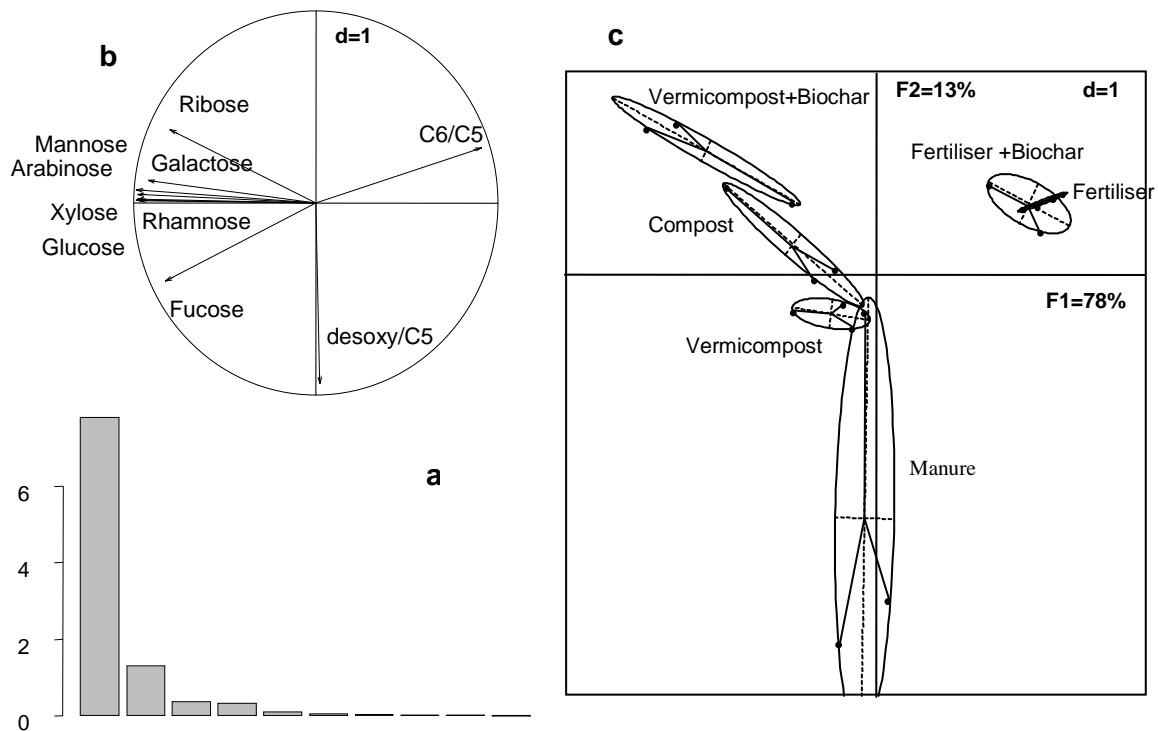 b
d=1
Ribose
C6/C5
Mannose
Galactose
Arabinose
Xylose
Rhamnose
Glucose
Fucose
desoxy/C5
a
6
4
2
0
c
Vermicompost+Biochar
F2=13%
d=1
Fertiliser +Biochar
Fertiliser
Compost
F1=78%
Vermicompost
Manure